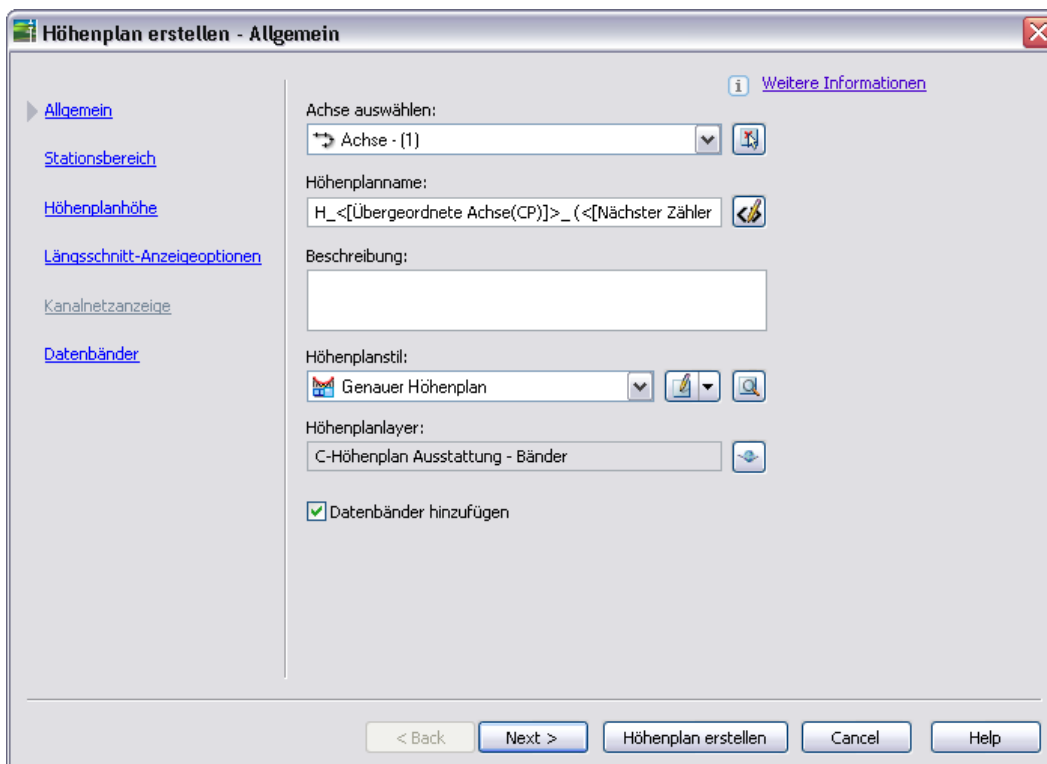 Höhenplan erstellen - Allgemein
Weitere Informationen
Allgemein
Stationsbereich
Höhenplanhöhe
Längsschnitt-Anzeigeoptionen
Kanalnetzanzeige
Datenbänder
Achse auswählen:
Achse - (1)
Höhenplanname:
H_<[Übergeordnete Achse(CP)]>_ (<[Nächster Zähler
Beschreibung:
Höhenplanstil:
Genauer Höhenplan
Höhenplanlayer:
C-Höhenplan Ausstattung - Bänder
Datenbänder hinzufügen
< Back
Next >
Höhenplan erstellen
Cancel
Help